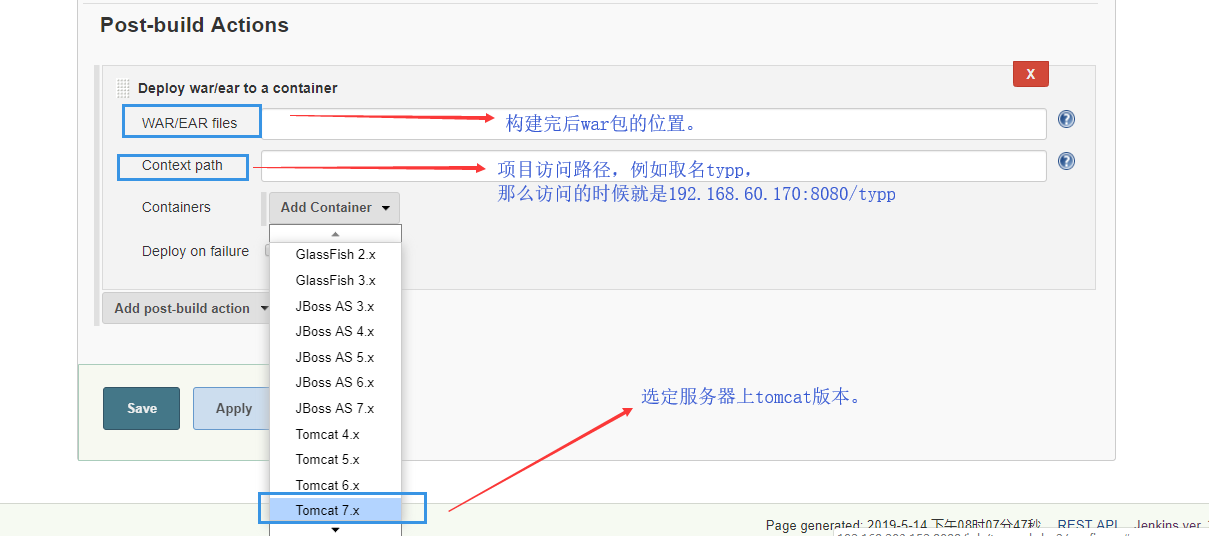 Post-build Actions
X
Deploy war/ear to a container
WAR/EAR files
构建完后war包的位置。
Context path
项目访问路径，例如取名typp，
那么访问的时候就是192.168.60.170:8080/typp
Containers
Add Container
Deploy on failure
GlassFish 2.x
GlassFish 3.x
JBoss AS 3.x
JBoss AS 4.x
JBoss AS 5.x
JBoss AS 6.x
JBoss AS 7.x
Tomcat 4.x
Tomcat 5.x
Tomcat 6.x
Tomcat 7.x
Add post-build action
选定服务器上tomcat版本。
Save
Apply
Page generated: 2019-5-14 下午08时07分47秒 REST API Jenkins ver.